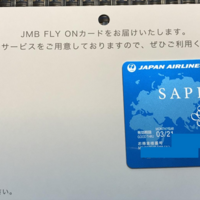 JMB FLY ONカードをお届けいたします。
サービスをご用意しておりますので、ぜひご利用く
JAPAN AIRLINE
SAPP
03/2
さい。